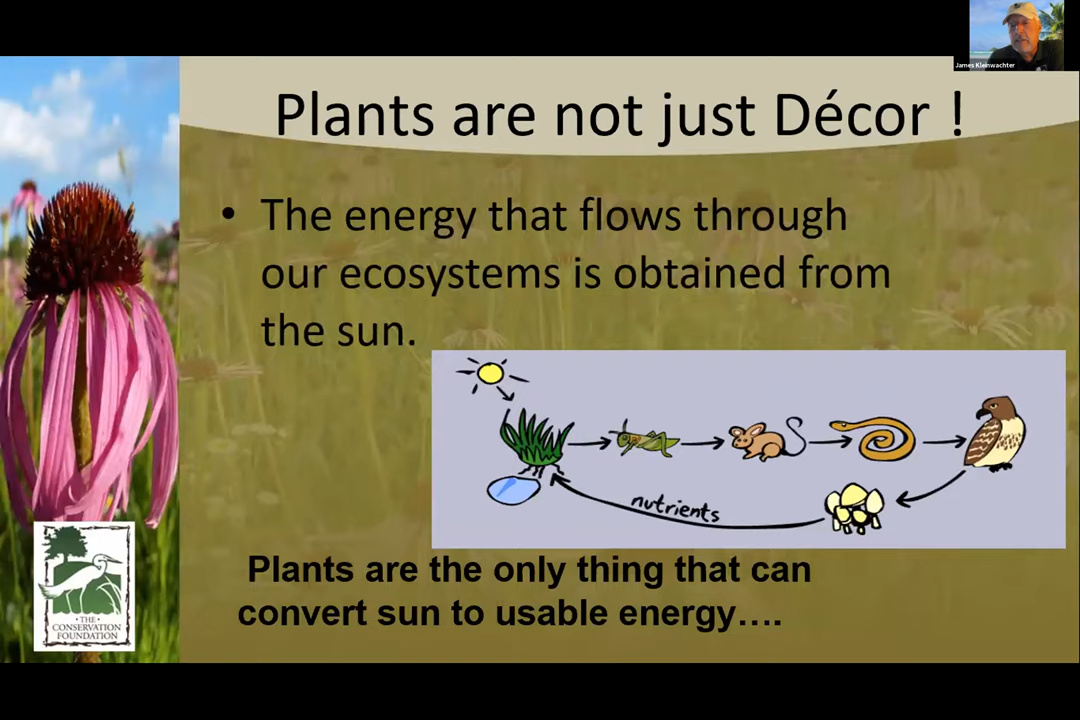 James Kleinwachter
Plants are not just Décor !
• The energy that flows through
our ecosystems is obtained from
the sun.
nutrients
Plants are the only thing that can
convert sun to usable energy….
• THE •
CONSERVATION
FOUNDATION